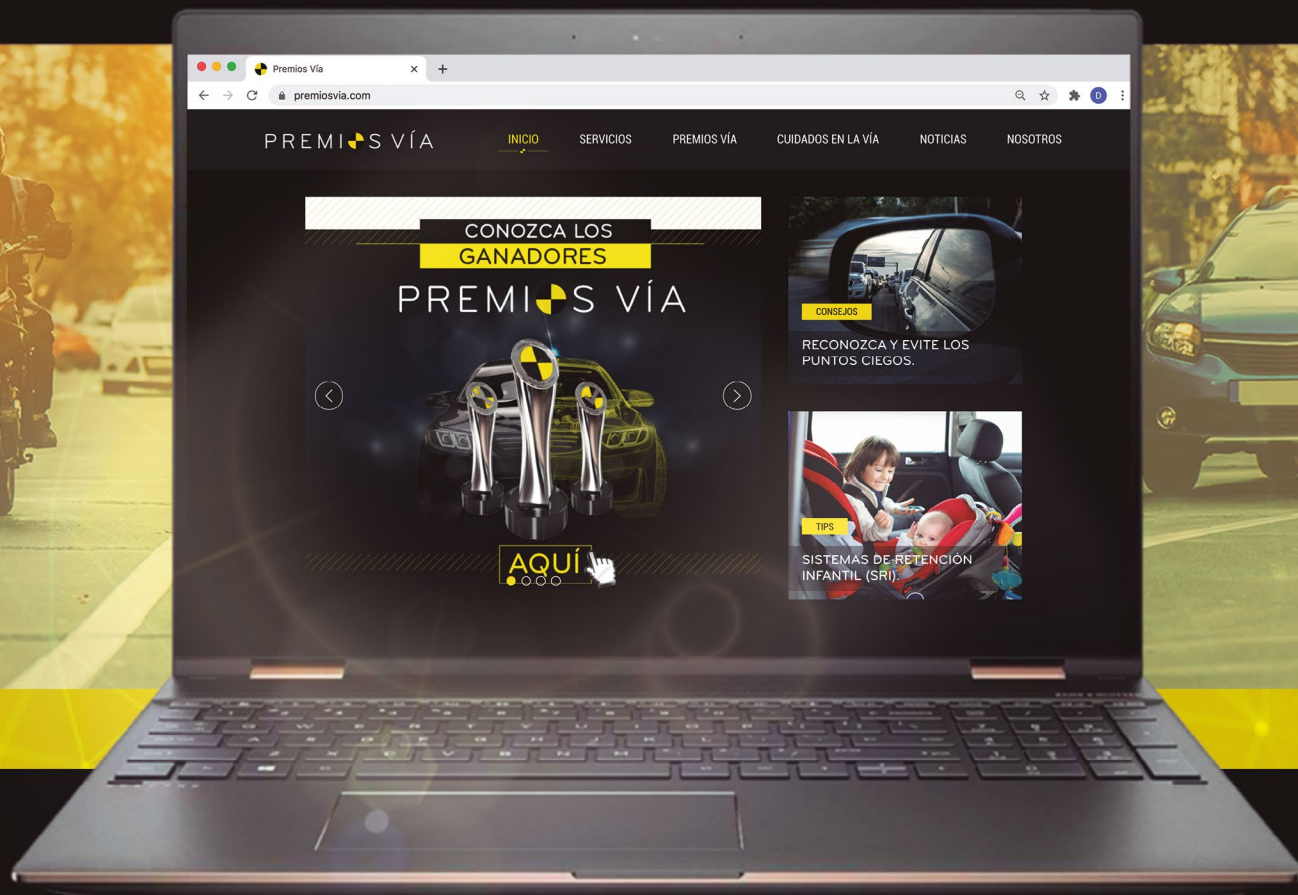 Premios Vía
premiosvia.com
D
PREMIOS VÍA
INICIO
SERVICIOS
PREMIOS VÍA
CUIDADOS EN LA VÍA
NOTICIAS
NOSOTROS
CONOZCA LOS
GANADORES
PREMIOS VÍA
AQUÍ
CONSEJOS
RECONOZCA Y EVITE LOS
PUNTOS CIEGOS.
TIPS
SISTEMAS DE RETENCIÓN
INFANTIL (SRI).